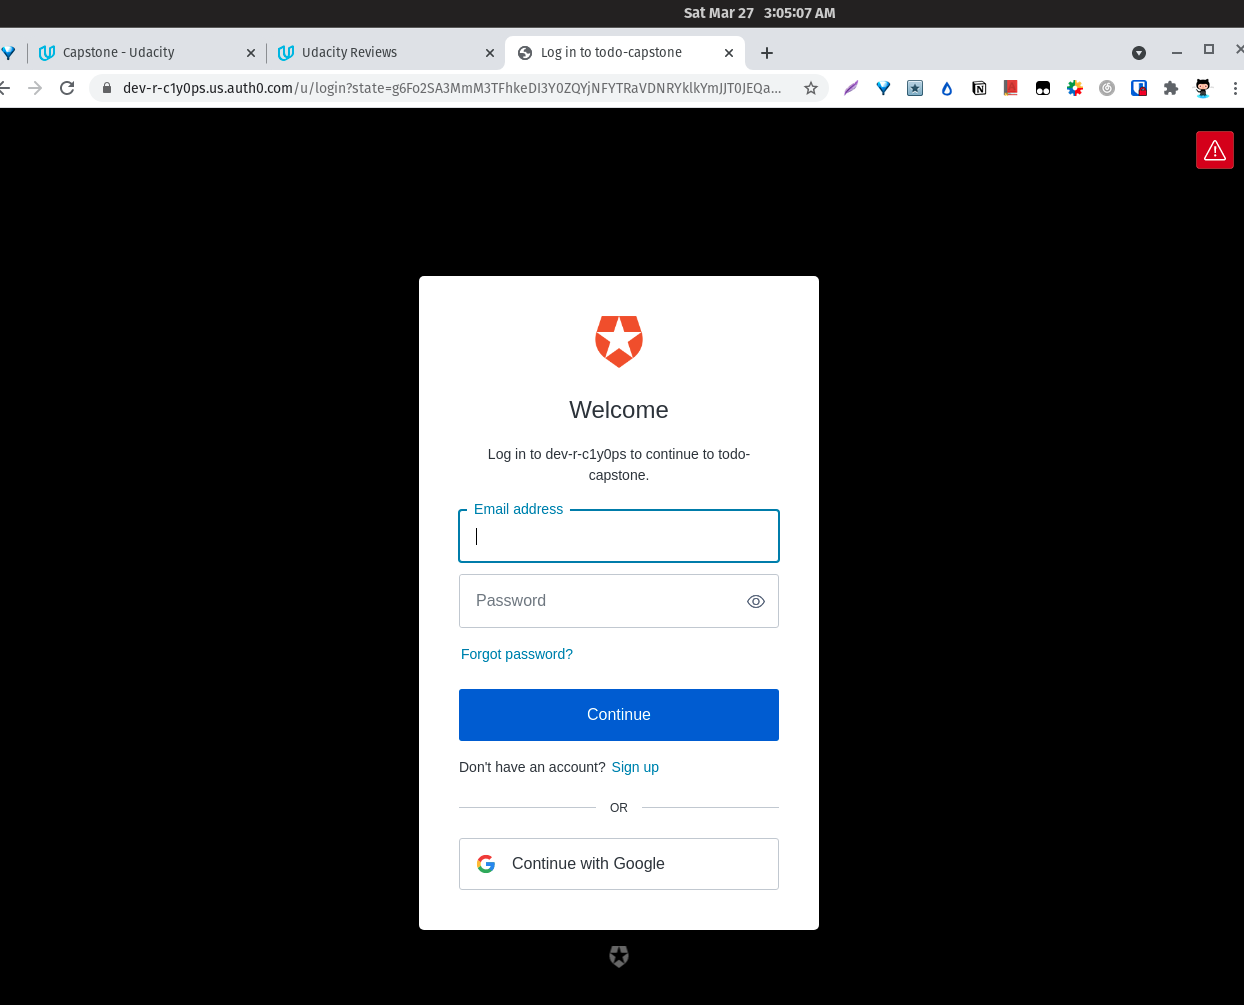 Sat Mar 27 3:05:07 AM
Capstone - Udacity
Udacity Reviews
Log in to todo-capstone
dev-r-c1y0ps.us.auth0.com/u/login?state=g6Fo2SA3MmM3TFhkeDI3Y0ZQYjNFYTRaVDNRYklkYmJJT0JEQa...
Welcome
Log in to dev-r-c1y0ps to continue to todo-
capstone.
Email address
Password
Forgot password?
Continue
Don't have an account? Sign up
OR
Continue with Google